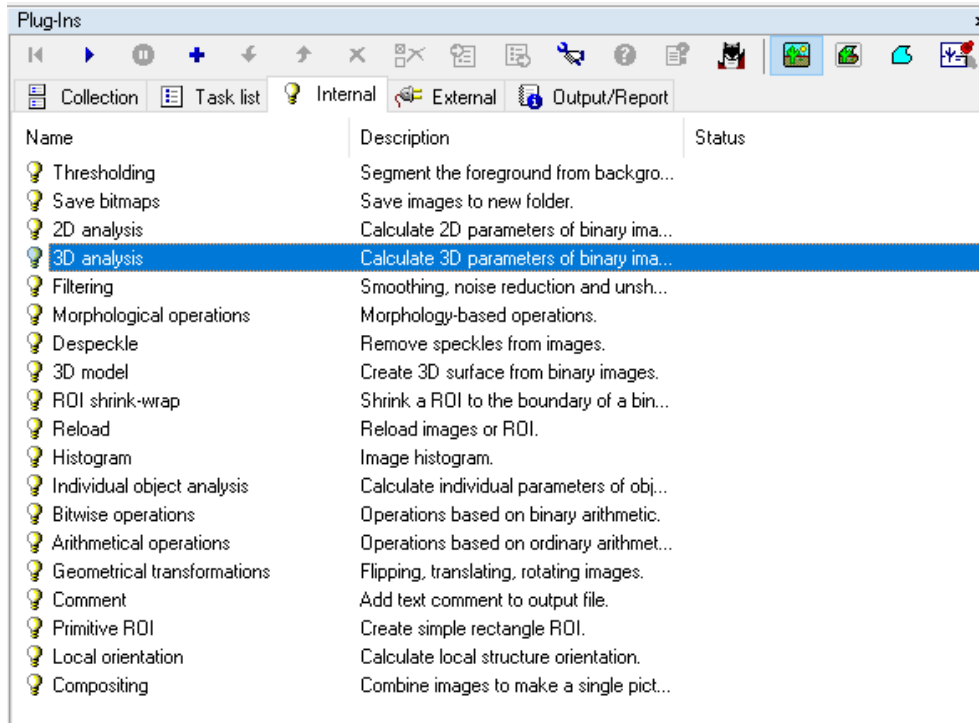 Plug-Ins
Collection Task list Internal External Output/Report
Name Description Status
Thresholding Segment the foreground from backgro...
Save bitmaps Save images to new folder.
2D analysis Calculate 2D parameters of binary ima...
3D analysis Calculate 3D parameters of binary ima...
Filtering Smoothing, noise reduction and unsh...
Morphological operations Morphology-based operations.
Despeckle Remove speckles from images.
3D model Create 3D surface from binary images.
ROI shrink-wrap Shrink a ROI to the boundary of a bin...
Reload Reload images or ROI.
Histogram Image histogram.
Individual object analysis Calculate individual parameters of obj...
Bitwise operations Operations based on binary arithmetic.
Arithmetical operations Operations based on ordinary arithmet...
Geometrical transformations Flipping, translating, rotating images.
Comment Add text comment to output file.
Primitive ROI Create simple rectangle ROI.
Local orientation Calculate local structure orientation.
Compositing Combine images to make a single pict...